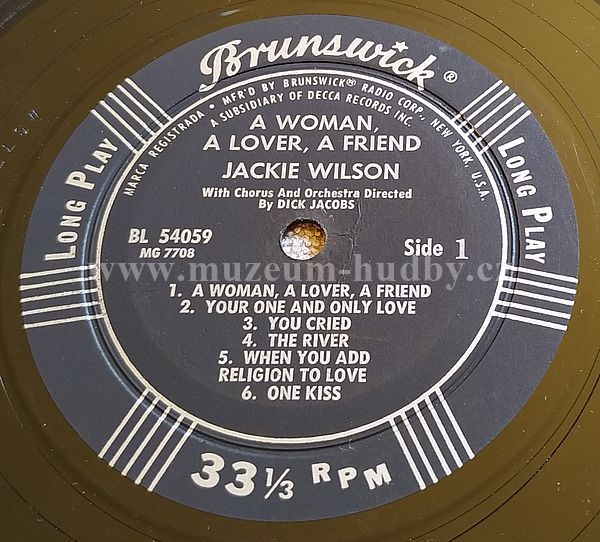 Brunswick®
MARCA REGISTRADA • MFR'D BY BRUNSWICK® RADIO CORP., NEW YORK, U.S.A.
A SUBSIDIARY OF DECCA RECORDS INC.
LONG PLAY
LONG PLAY
A WOMAN,
A LOVER, A FRIEND
JACKIE WILSON
With Chorus And Orchestra Directed
By DICK JACOBS
BL 54059
MG 7708
Side 1
www.muzeum-hudby.cz
1. A WOMAN, A LOVER, A FRIEND
2. YOUR ONE AND ONLY LOVE
3. YOU CRIED
4. THE RIVER
5. WHEN YOU ADD
RELIGION TO LOVE
6. ONE KISS
33 1/3 RPM